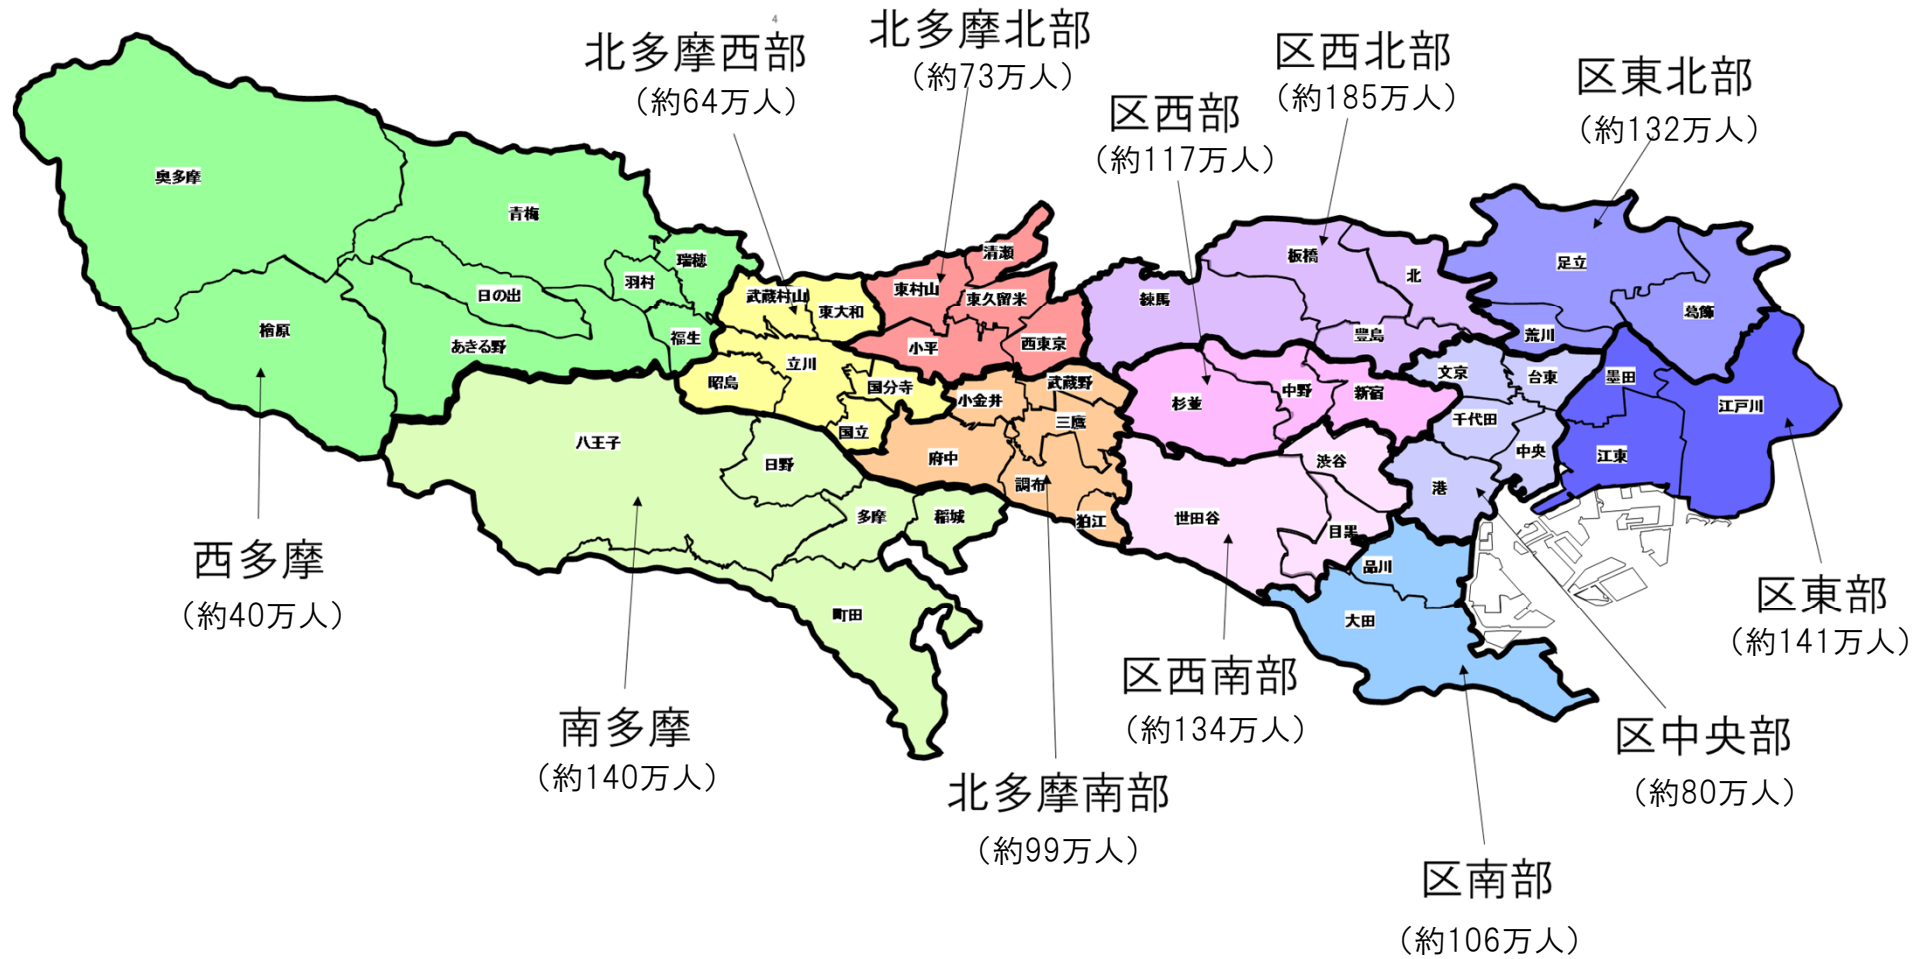 4
北多摩西部
（約64万人）
北多摩北部
（約73万人）
区西部
（約117万人）
区西北部
（約185万人）
区東北部
（約132万人）
奥多摩
青梅
瑞穂
羽村
日の出
檜原
あきる野
福生
武蔵村山
東大和
立川
昭島
国分寺
国立
清瀬
東村山
東久留米
小平
西東京
小金井
武蔵野
三鷹
府中
調布
狛江
八王子
日野
多摩
稲城
町田
練馬
板橋
北
豊島
杉並
中野
新宿
渋谷
世田谷
目黒
品川
大田
足立
葛飾
荒川
文京
台東
千代田
中央
港
墨田
江東
江戸川
西多摩
（約40万人）
南多摩
（約140万人）
北多摩南部
（約99万人）
区西南部
（約134万人）
区南部
（約106万人）
区中央部
（約80万人）
区東部
（約141万人）